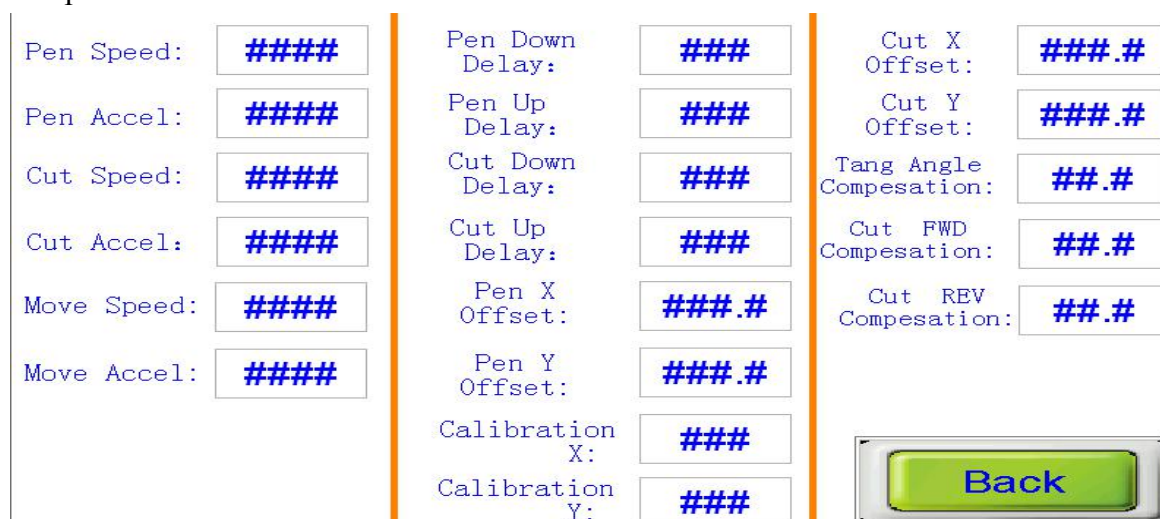 Pen Speed: ####
Pen Accel: ####
Cut Speed: ####
Cut Accel: ####
Move Speed: ####
Move Accel: ####
Pen Down
Delay: ###
Pen Up
Delay: ###
Cut Down
Delay: ###
Cut Up
Delay: ###
Pen X
Offset: ###.#
Pen Y
Offset: ###.#
Calibration
X: ###
Calibration
Y: ###
Cut X
Offset: ###.#
Cut Y
Offset: ###.#
Tang Angle
Compesation: ##.#
Cut FWD
Compesation: ##.#
Cut REV
Compesation: ##.#
Back